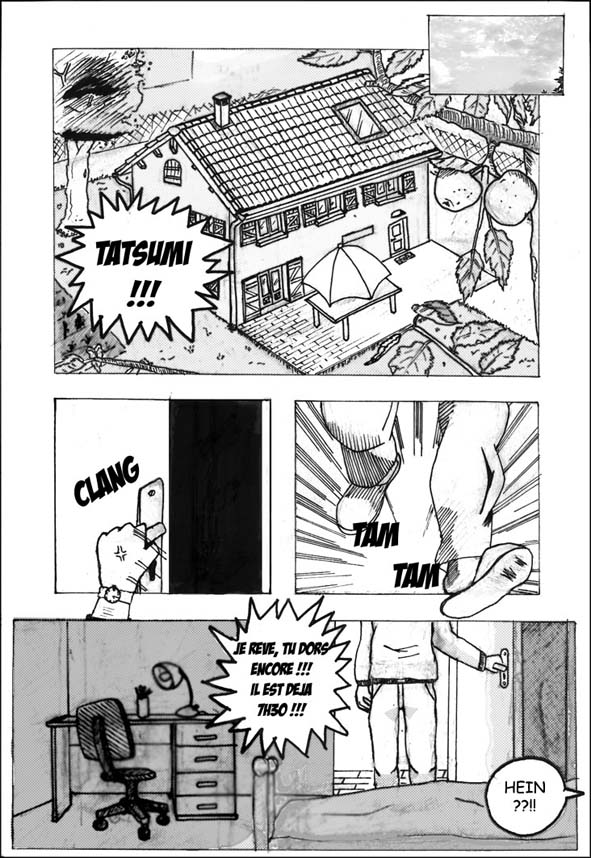 TATSUMI
!!!
CLANG
TAM
TAM
JE REVE, TU DORS
ENCORE !!!
IL EST DEJA
7H30 !!!
HEIN
??!!